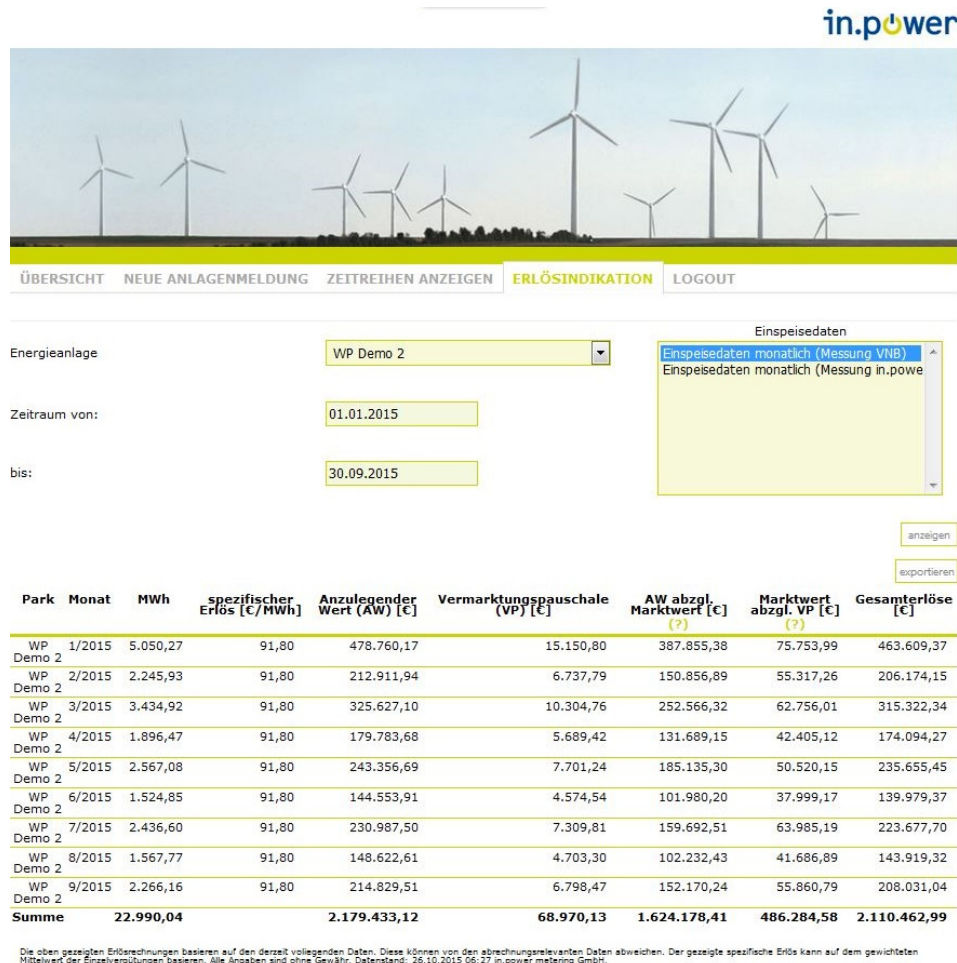 in.power
ÜBERSICHT NEUE ANLAGENMELDUNG ZEITREIHEN ANZEIGEN ERLÖSINDIKATION LOGOUT
Einspeisedaten
Energieanlage WP Demo 2
Einspeisedaten monatlich (Messung VNB)
Einspeisedaten monatlich (Messung in.powe
Zeitraum von: 01.01.2015
bis: 30.09.2015
anzeigen
exportieren
Park Monat MWh spezifischer Erlös [€/MWh] Anzulegender Wert (AW) [€] Vermarktungspauschale (VP) [€] AW abzgl. Marktwert [€] (?) Marktwert abzgl. VP [€] (?) Gesamterlöse [€]
WP Demo 2 1/2015 5.050,27 91,80 478.760,17 15.150,80 387.855,38 75.753,99 463.609,37
WP Demo 2 2/2015 2.245,93 91,80 212.911,94 6.737,79 150.856,89 55.317,26 206.174,15
WP Demo 2 3/2015 3.434,92 91,80 325.627,10 10.304,76 252.566,32 62.756,01 315.322,34
WP Demo 2 4/2015 1.896,47 91,80 179.783,68 5.689,42 131.689,15 42.405,12 174.094,27
WP Demo 2 5/2015 2.567,08 91,80 243.356,69 7.701,24 185.135,30 50.520,15 235.655,45
WP Demo 2 6/2015 1.524,85 91,80 144.553,91 4.574,54 101.980,20 37.999,17 139.979,37
WP Demo 2 7/2015 2.436,60 91,80 230.987,50 7.309,81 159.692,51 63.985,19 223.677,70
WP Demo 2 8/2015 1.567,77 91,80 148.622,61 4.703,30 102.232,43 41.686,89 143.919,32
WP Demo 2 9/2015 2.266,16 91,80 214.829,51 6.798,47 152.170,24 55.860,79 208.031,04
Summe 22.990,04 2.179.433,12 68.970,13 1.624.178,41 486.284,58 2.110.462,99
Die oben gezeigten Erlösrechnungen basieren auf den derzeit voliegenden Daten. Diese können von den abrechnungsrelevanten Daten abweichen. Der gezeigte spezifische Erlös kann auf dem gewichteten
Mittelwert der Einzelvergütungen basieren. Alle Angaben sind ohne Gewähr. Datenstand: 26.10.2015 06:27 in.power metering GmbH.